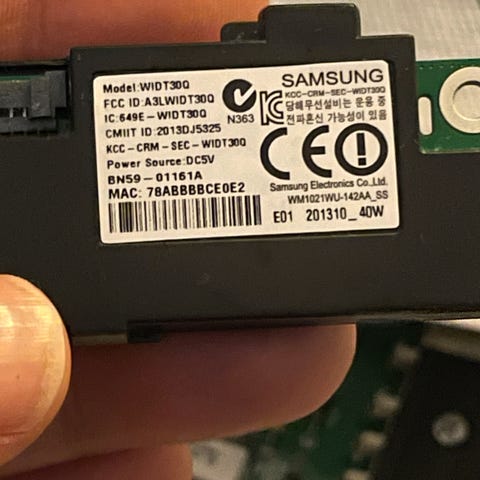 Model:WIDT30Q
FCC ID:A3LWIDT30Q
IC:649E-WIDT30Q
CMIIT ID:2013DJ5325
KCC-CRM-SEC-WIDT30Q
Power Source:DC5V
BN59-01161A
MAC: 78ABBBBCE0E2
N363
SAMSUNG
KCC-CRM-SEC-WIDT30Q
당해무선설비는 운용 중
전파혼신 가능성이 있음
CE
Samsung Electronics Co.,Ltd.
WM1021WU-142AA_SS
E01 201310_40W